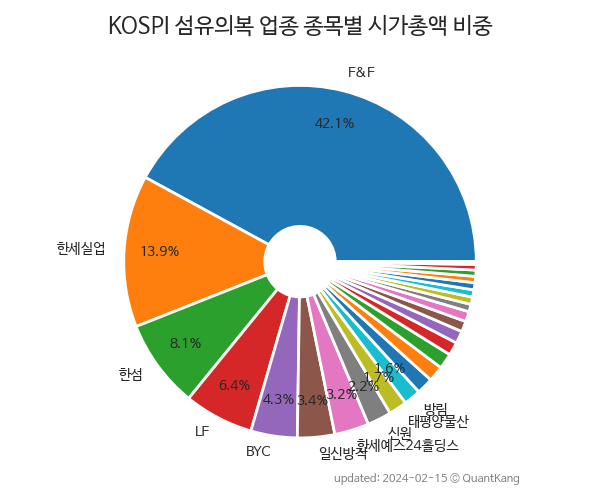 KOSPI 섬유의복 업종 종목별 시가총액 비중
F&F
42.1%
한세실업
13.9%
한섬
8.1%
LF
6.4%
BYC
4.3%
일신방직
3.4%
한세예스24홀딩스
3.2%
신원
2.2%
태평양물산
1.7%
방림
1.6%
updated: 2024-02-15 ⓒ QuantKang